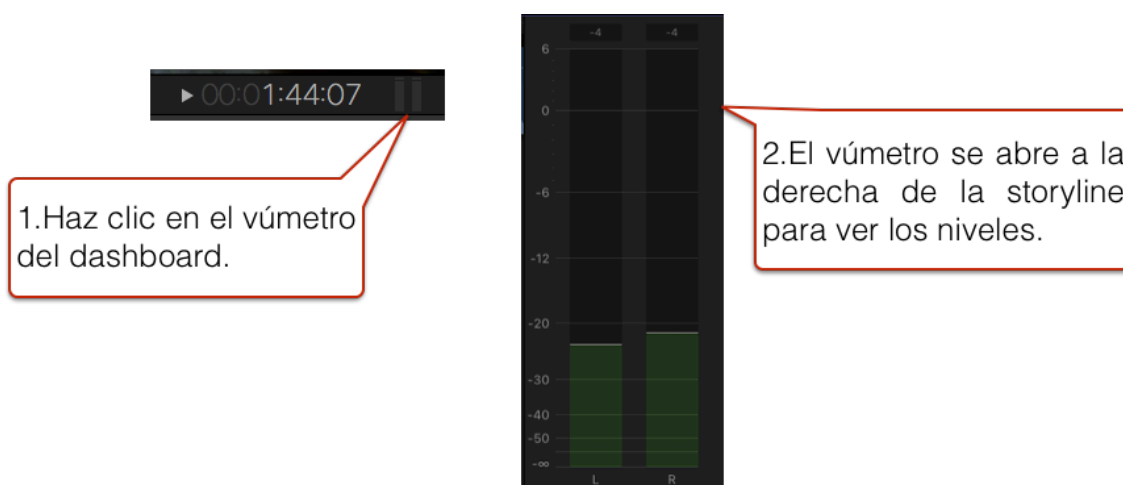 00:01:44:07
1.Haz clic en el vúmetro
del dashboard.
-4 -4
6
0
-6
-12
-20
-30
-40
-50
-∞
L R
2.El vúmetro se abre a la
derecha de la storyline
para ver los niveles.